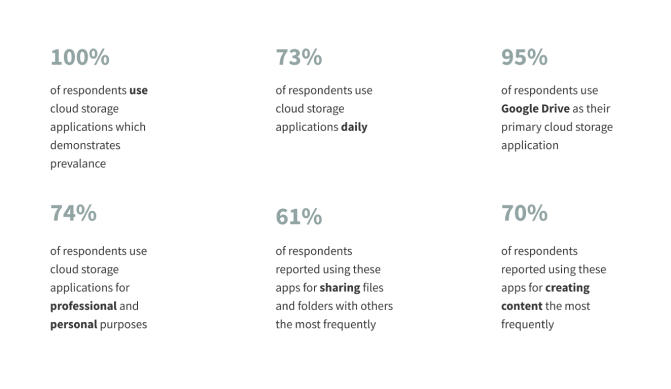 100%
of respondents use
cloud storage
applications which
demonstrates
prevalance
73%
of respondents use
cloud storage
applications daily
95%
of respondents use
Google Drive as their
primary cloud storage
application
74%
of respondents use
cloud storage
applications for
professional and
personal purposes
61%
of respondents
reported using these
apps for sharing files
and folders with others
the most frequently
70%
of respondents
reported using these
apps for creating
content the most
frequently